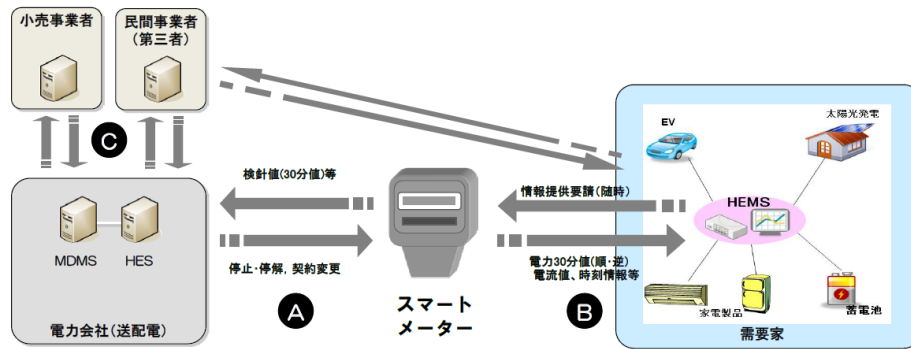 小売事業者
民間事業者
(第三者)
C
検針値(30分値)等
MDMS
HES
停止・停解, 契約変更
A
電力会社(送配電)
スマート
メーター
情報提供要請(随時)
電力30分値(順・逆)
電流値、時刻情報等
B
EV
太陽光発電
HEMS
家電製品
蓄電池
需要家